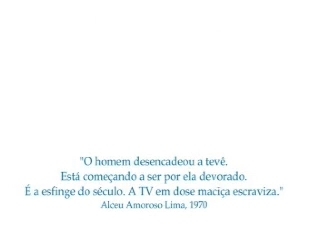 "O homem desencadeou a tevê.
Está começando a ser por ela devorado.
É a esfinge do século. A TV em dose maciça escraviza."
Alceu Amoroso Lima, 1970